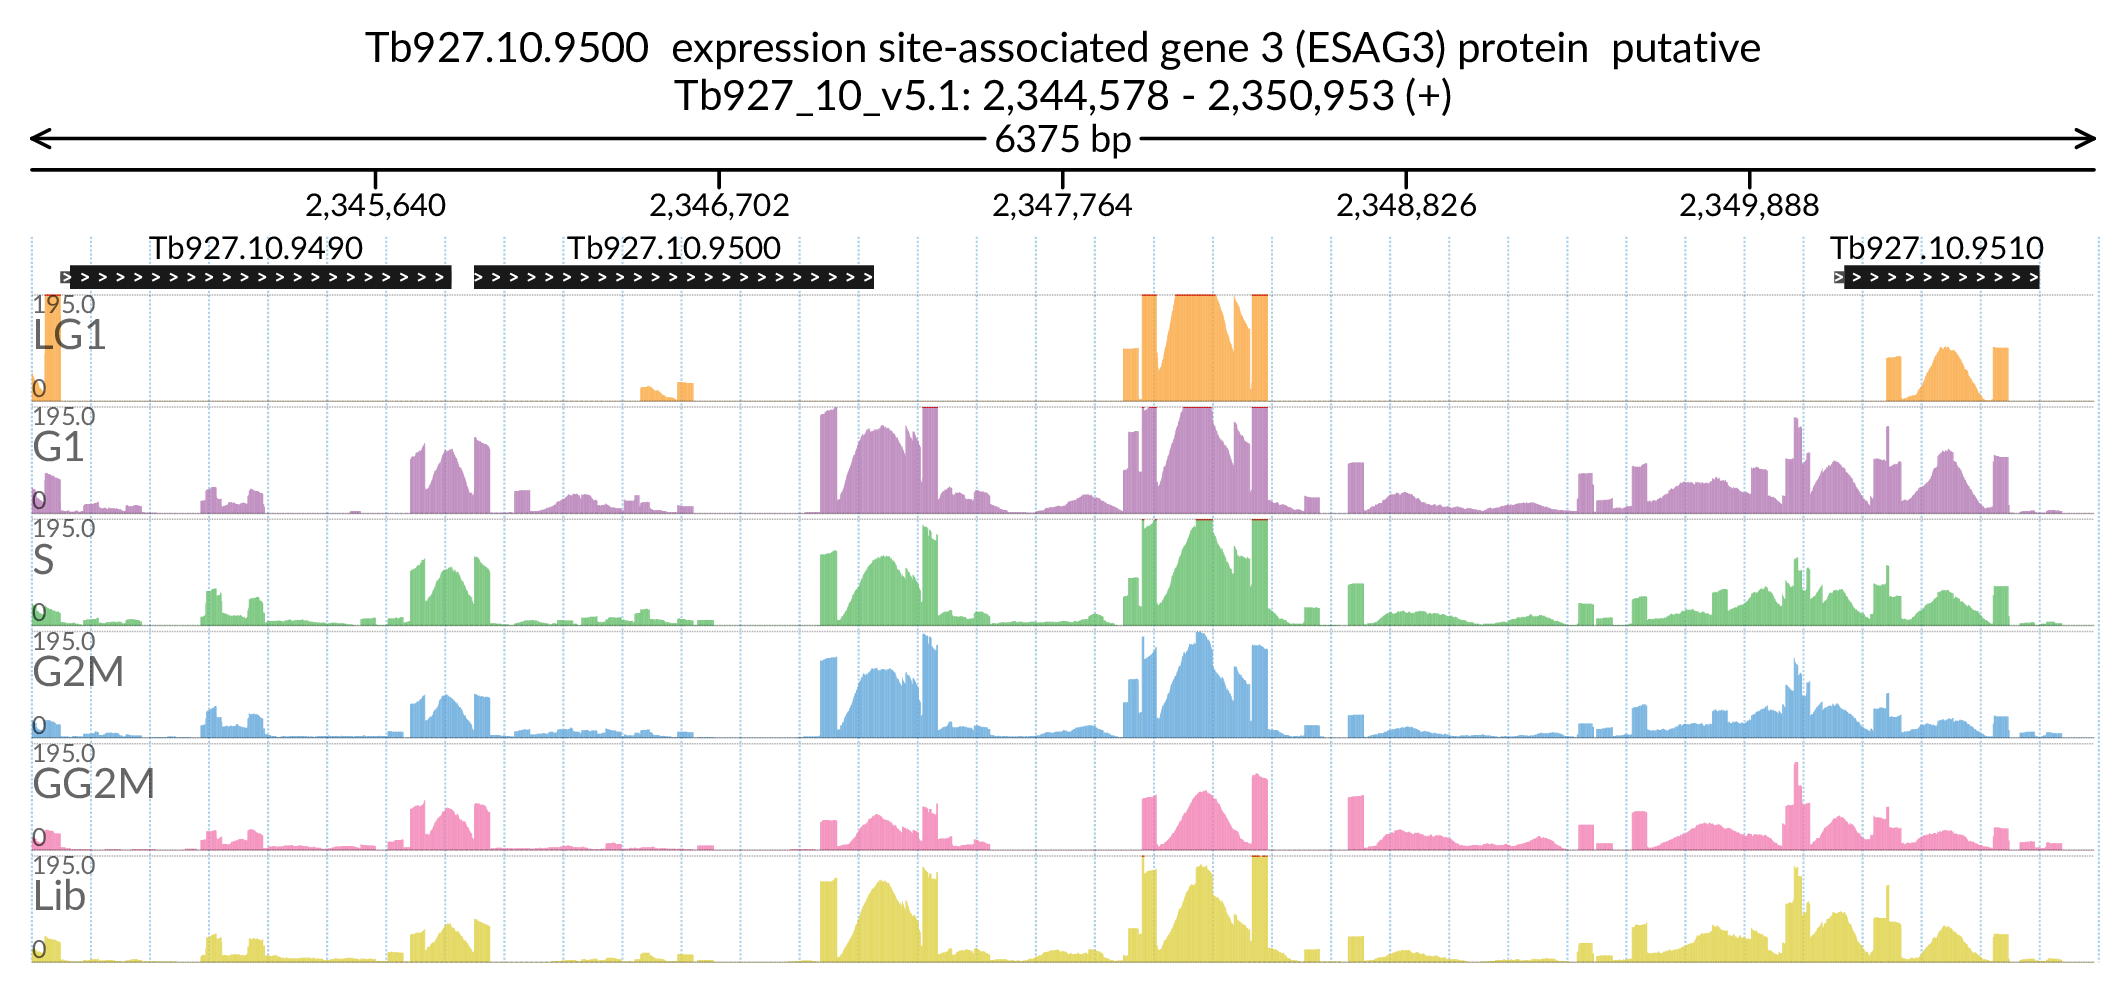 Tb927.10.9500  expression site-associated gene 3 (ESAG3) protein  putative
Tb927_10_v5.1: 2,344,578 - 2,350,953 (+)
6375 bp
2,345,640 2,346,702 2,347,764 2,348,826 2,349,888
Tb927.10.9490 Tb927.10.9500 Tb927.10.9510
195.0
LG1
0
195.0
G1
0
195.0
S
0
195.0
G2M
0
195.0
GG2M
0
195.0
Lib
0